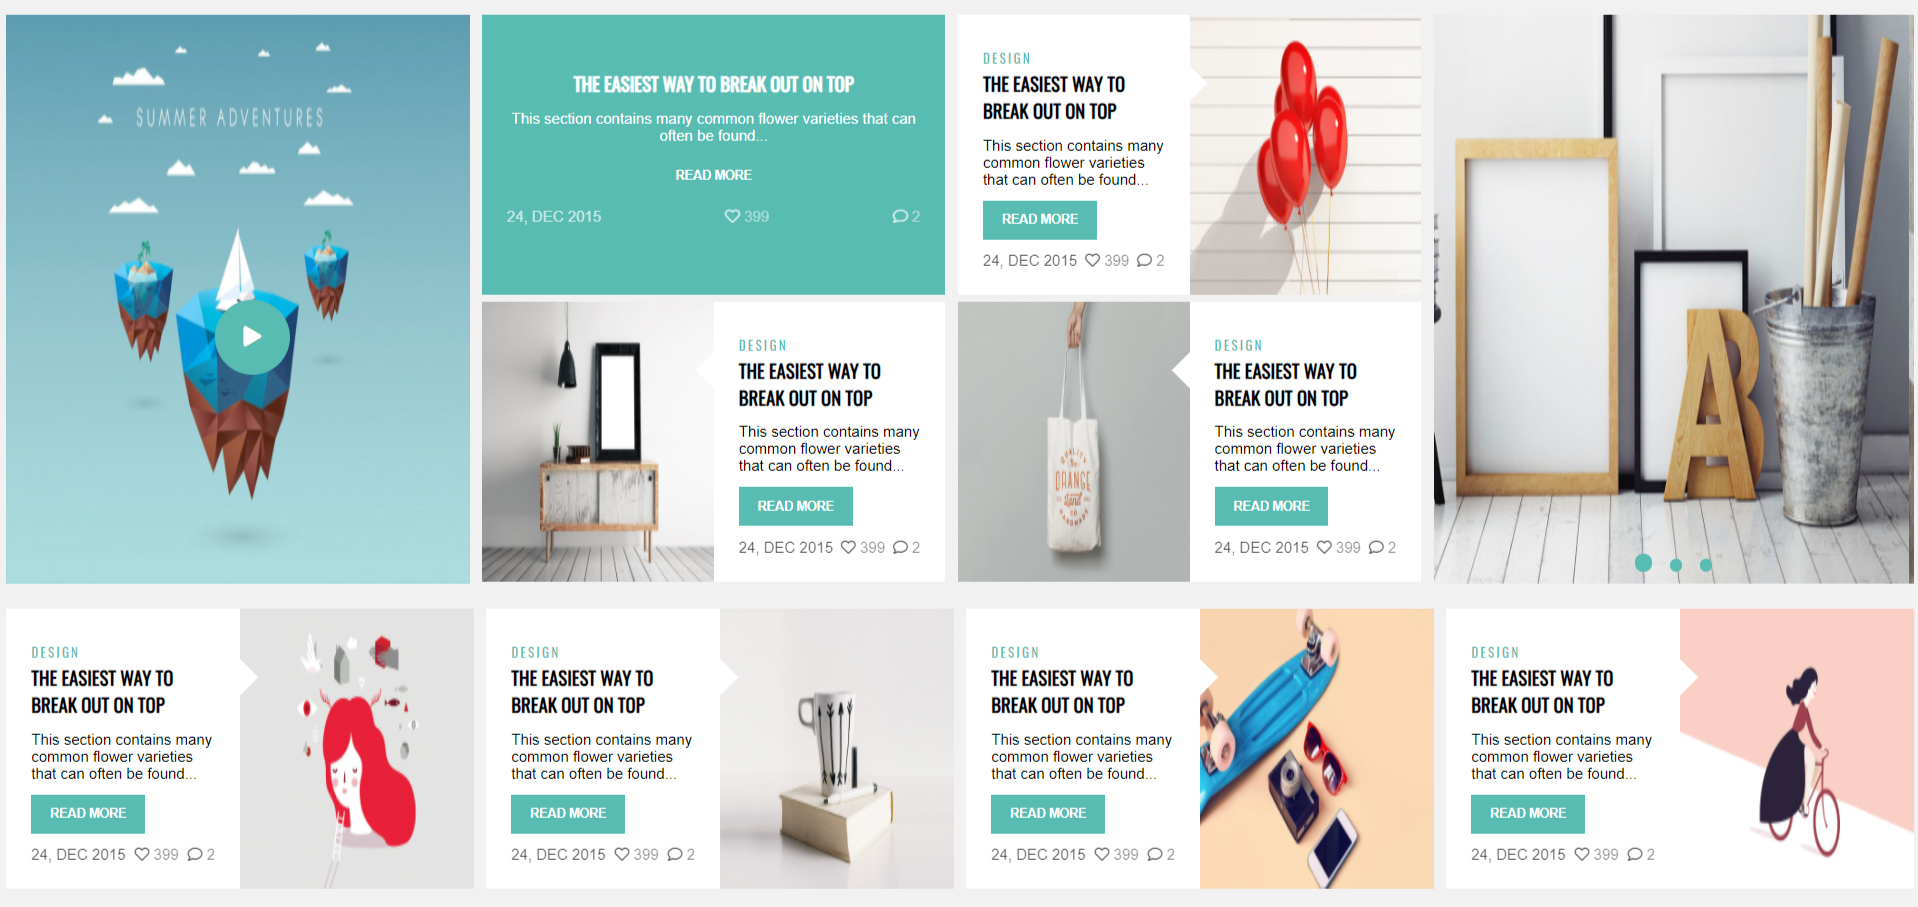 SUMMER ADVENTURES
THE EASIEST WAY TO BREAK OUT ON TOP
This section contains many common flower varieties that can
often be found...
READ MORE
24, DEC 2015 399 2
DESIGN
THE EASIEST WAY TO
BREAK OUT ON TOP
This section contains many
common flower varieties
that can often be found...
READ MORE
24, DEC 2015 399 2
DESIGN
THE EASIEST WAY TO
BREAK OUT ON TOP
This section contains many
common flower varieties
that can often be found...
READ MORE
24, DEC 2015 399 2
QUALITY
The
ORANGE
CO
HANDMADE
DESIGN
THE EASIEST WAY TO
BREAK OUT ON TOP
This section contains many
common flower varieties
that can often be found...
READ MORE
24, DEC 2015 399 2
A
B
DESIGN
THE EASIEST WAY TO
BREAK OUT ON TOP
This section contains many
common flower varieties
that can often be found...
READ MORE
24, DEC 2015 399 2
DESIGN
THE EASIEST WAY TO
BREAK OUT ON TOP
This section contains many
common flower varieties
that can often be found...
READ MORE
24, DEC 2015 399 2
DESIGN
THE EASIEST WAY TO
BREAK OUT ON TOP
This section contains many
common flower varieties
that can often be found...
READ MORE
24, DEC 2015 399 2
DESIGN
THE EASIEST WAY TO
BREAK OUT ON TOP
This section contains many
common flower varieties
that can often be found...
READ MORE
24, DEC 2015 399 2